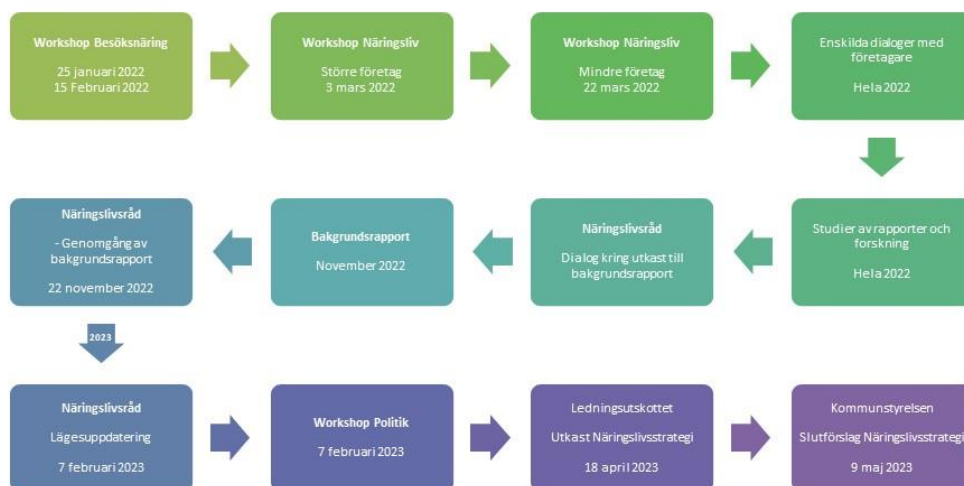 Workshop Besöksnäring
25 januari 2022
15 Februari 2022
Workshop Näringsliv
Större företag
3 mars 2022
Workshop Näringsliv
Mindre företag
22 mars 2022
Enskilda dialoger med
företagare
Hela 2022
Studier av rapporter och
forskning
Hela 2022
Näringslivsråd
Dialog kring utkast till
bakgrundsrapport
Bakgrundsrapport
November 2022
Näringslivsråd
- Genomgång av
bakgrundsrapport
22 november 2022
2023
Näringslivsråd
Lägesuppdatering
7 februari 2023
Workshop Politik
7 februari 2023
Ledningsutskottet
Utkast Näringslivsstrategi
18 april 2023
Kommunstyrelsen
Slutförslag Näringslivsstrategi
9 maj 2023